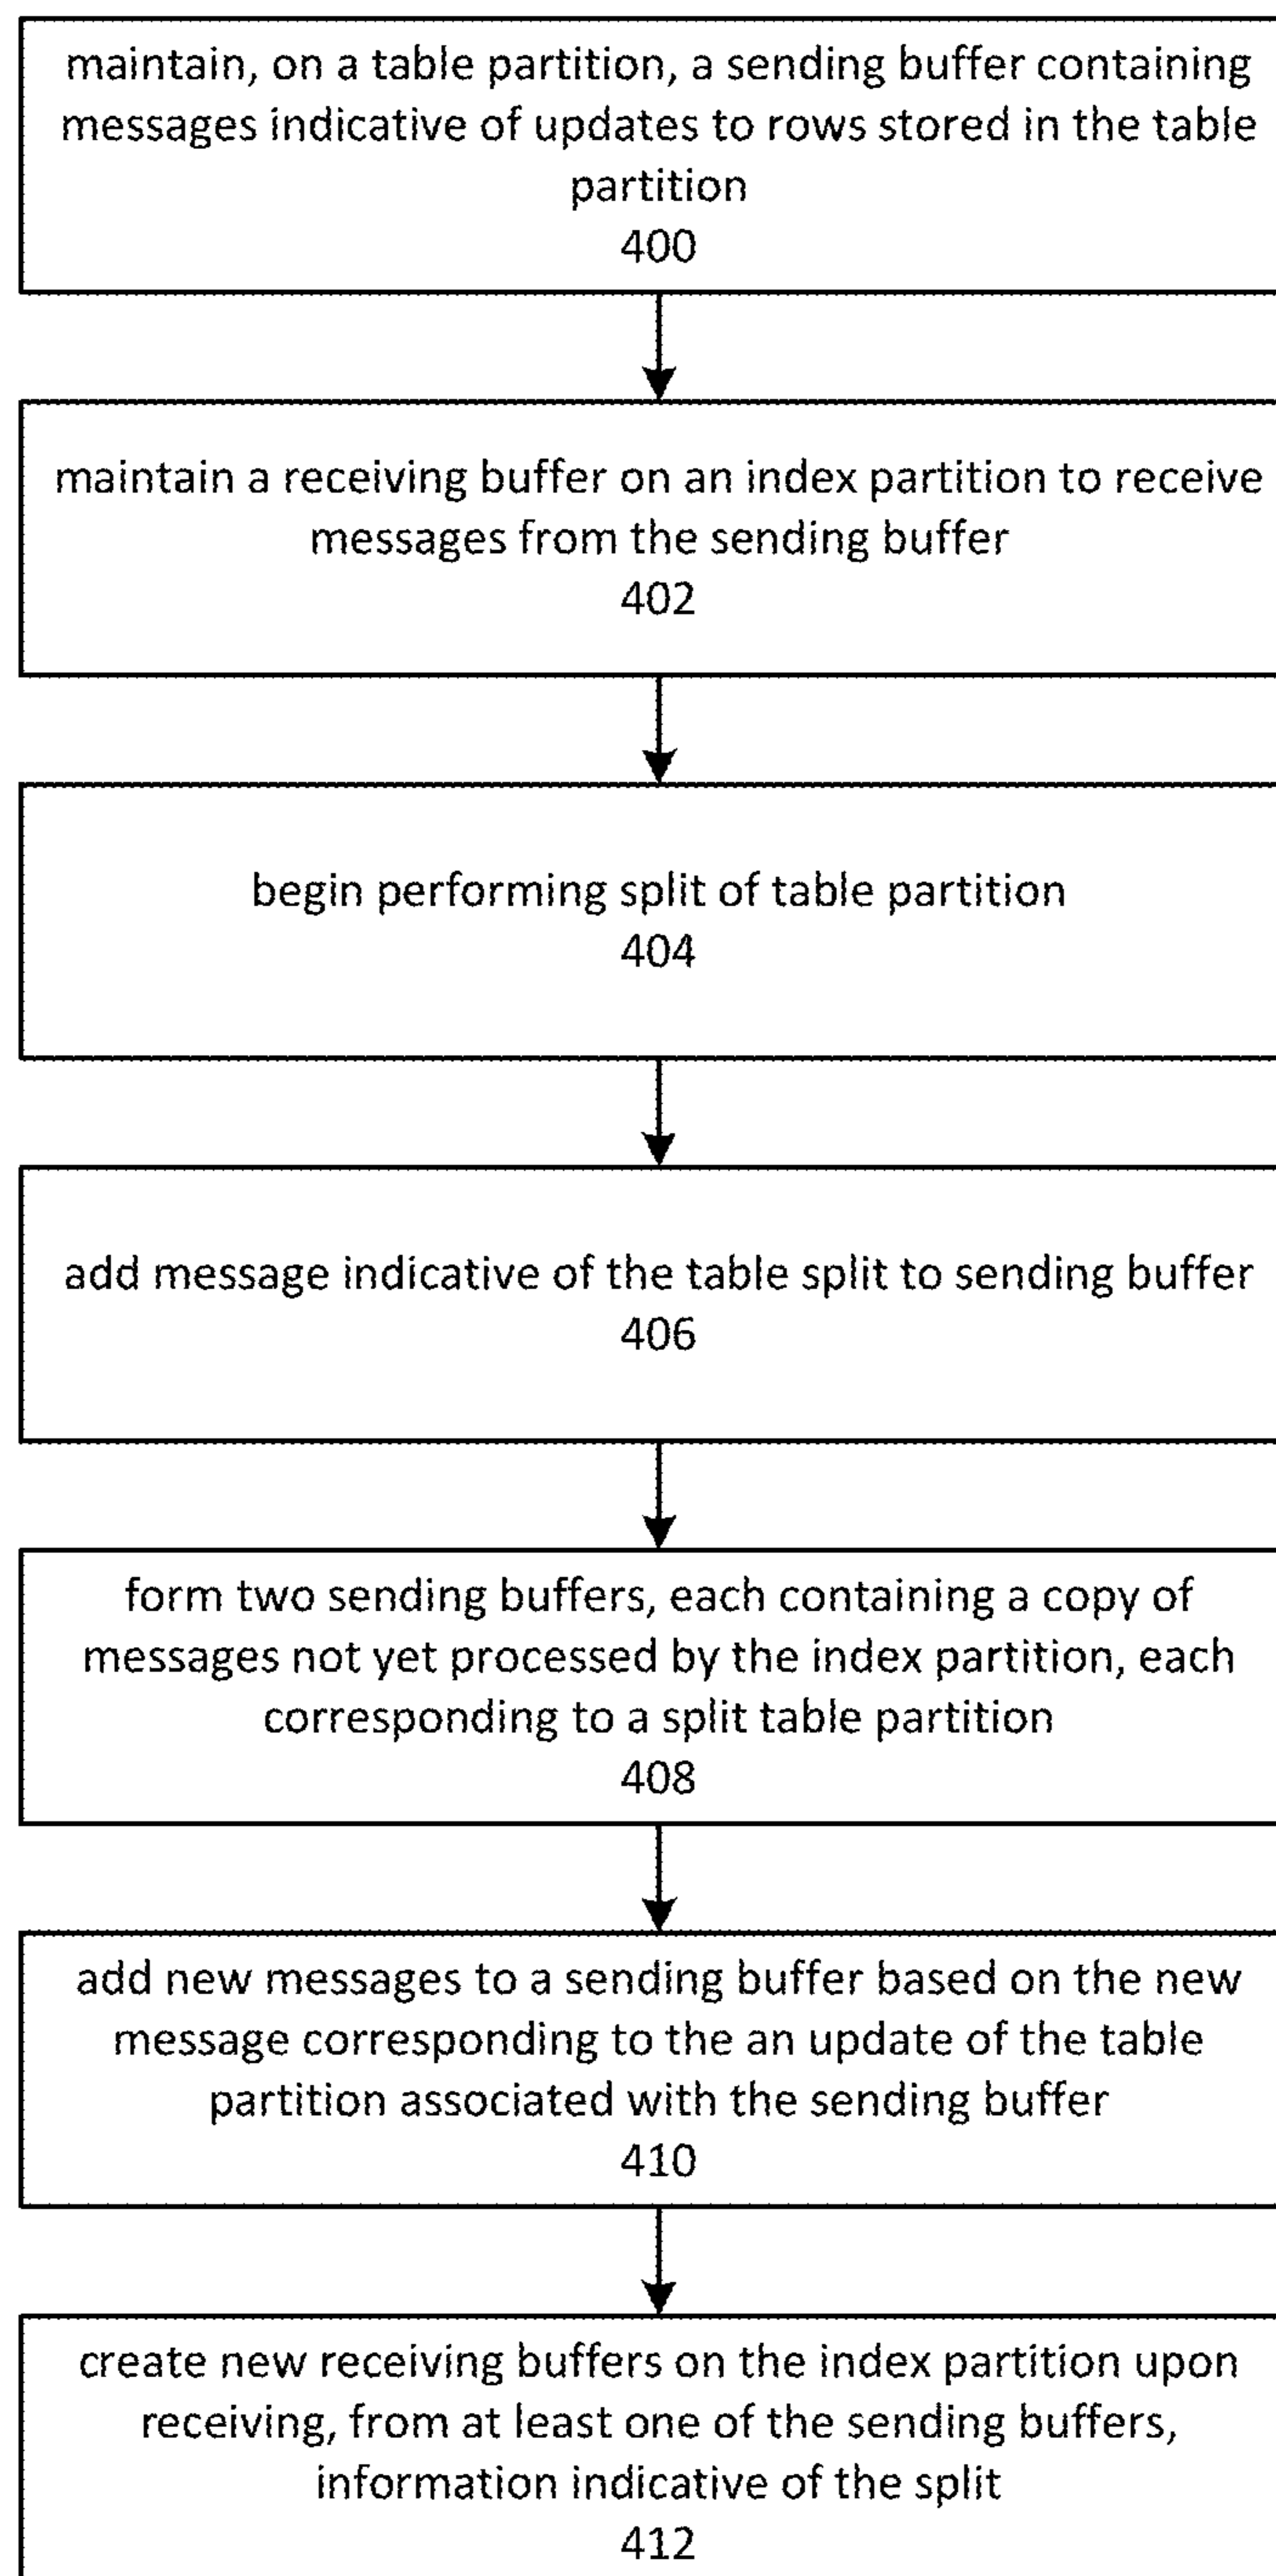 maintain, on a table partition, a sending buffer containing
messages indicative of updates to rows stored in the table
partition
400
maintain a receiving buffer on an index partition to receive
messages from the sending buffer
402
begin performing split of table partition
404
add message indicative of the table split to sending buffer
406
form two sending buffers, each containing a copy of
messages not yet processed by the index partition, each
corresponding to a split table partition
408
add new messages to a sending buffer based on the new
message corresponding to the an update of the table
partition associated with the sending buffer
410
create new receiving buffers on the index partition upon
receiving, from at least one of the sending buffers,
information indicative of the split
412